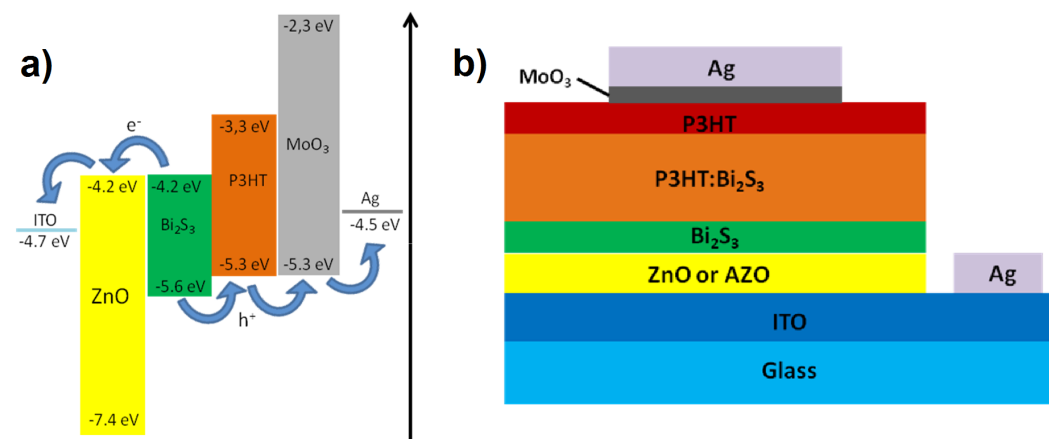 a)
-2,3 eV
e⁻
-3,3 eV
MoO₃
-4.2 eV
-4.2 eV
P3HT
Ag
-4.5 eV
ITO
-4.7 eV
Bi₂S₃
-5.3 eV
-5.3 eV
-5.6 eV
ZnO
h⁺
-7.4 eV
b)
Ag
MoO₃
P3HT
P3HT:Bi₂S₃
Bi₂S₃
ZnO or AZO
Ag
ITO
Glass